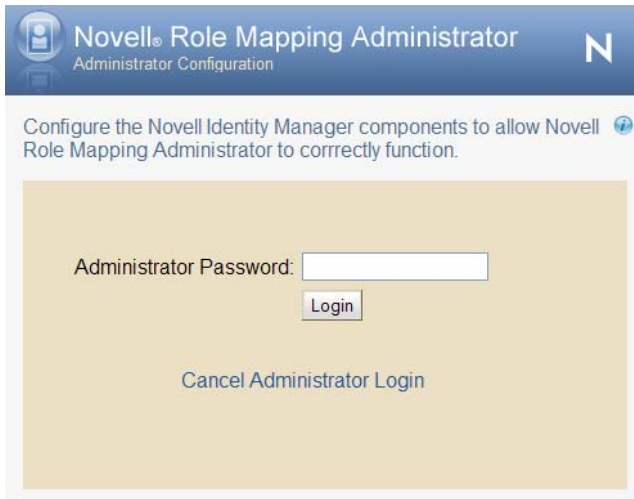 Novell® Role Mapping Administrator
Administrator Configuration
N
Configure the Novell Identity Manager components to allow Novell
Role Mapping Administrator to corrrectly function.
Administrator Password:
Login
Cancel Administrator Login